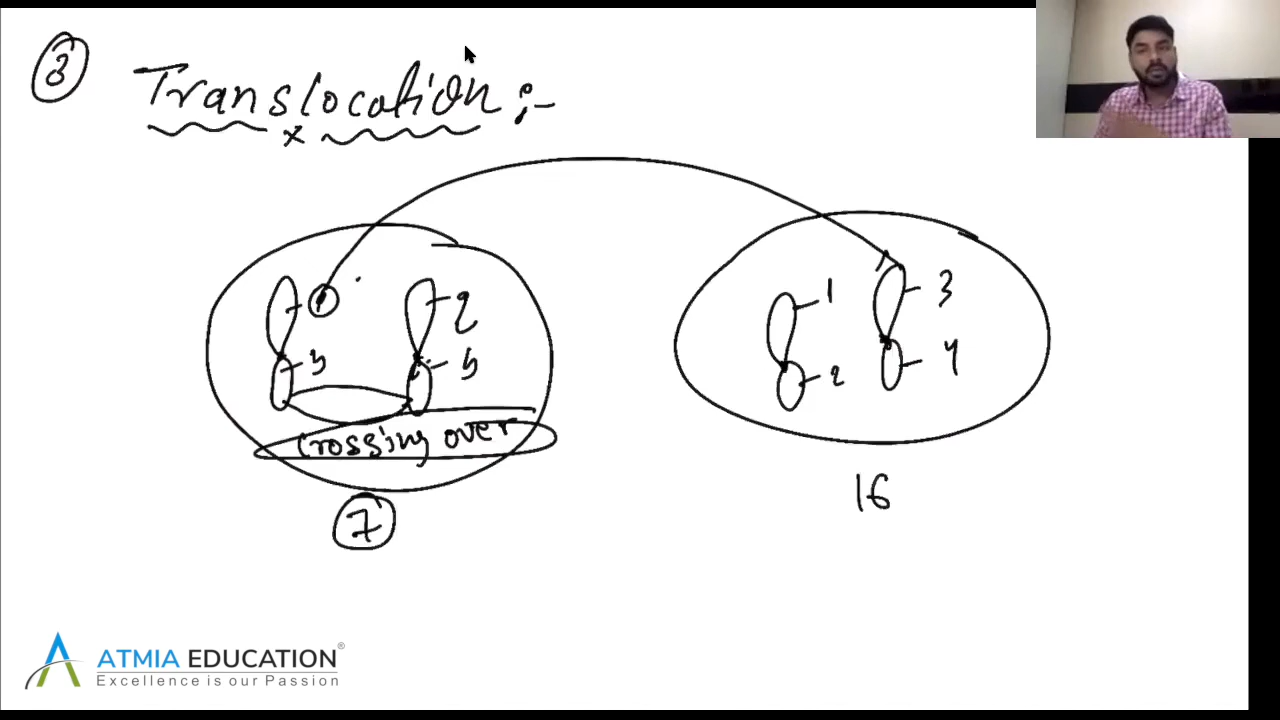 3
Translocation :-
1
3
2
5
crossing over
7
1
2
3
4
16
ATMIA EDUCATION®
Excellence is our Passion